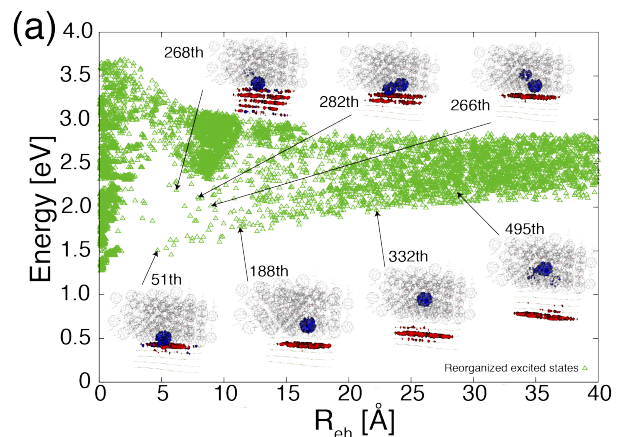 (a)
4.0
3.5
3.0
2.5
2.0
1.5
1.0
0.5
0
Energy [eV]
268th
282th
266th
51th
188th
332th
495th
Reorganized excited states
0 5 10 15 20 25 30 35 40
R_eh [Å]